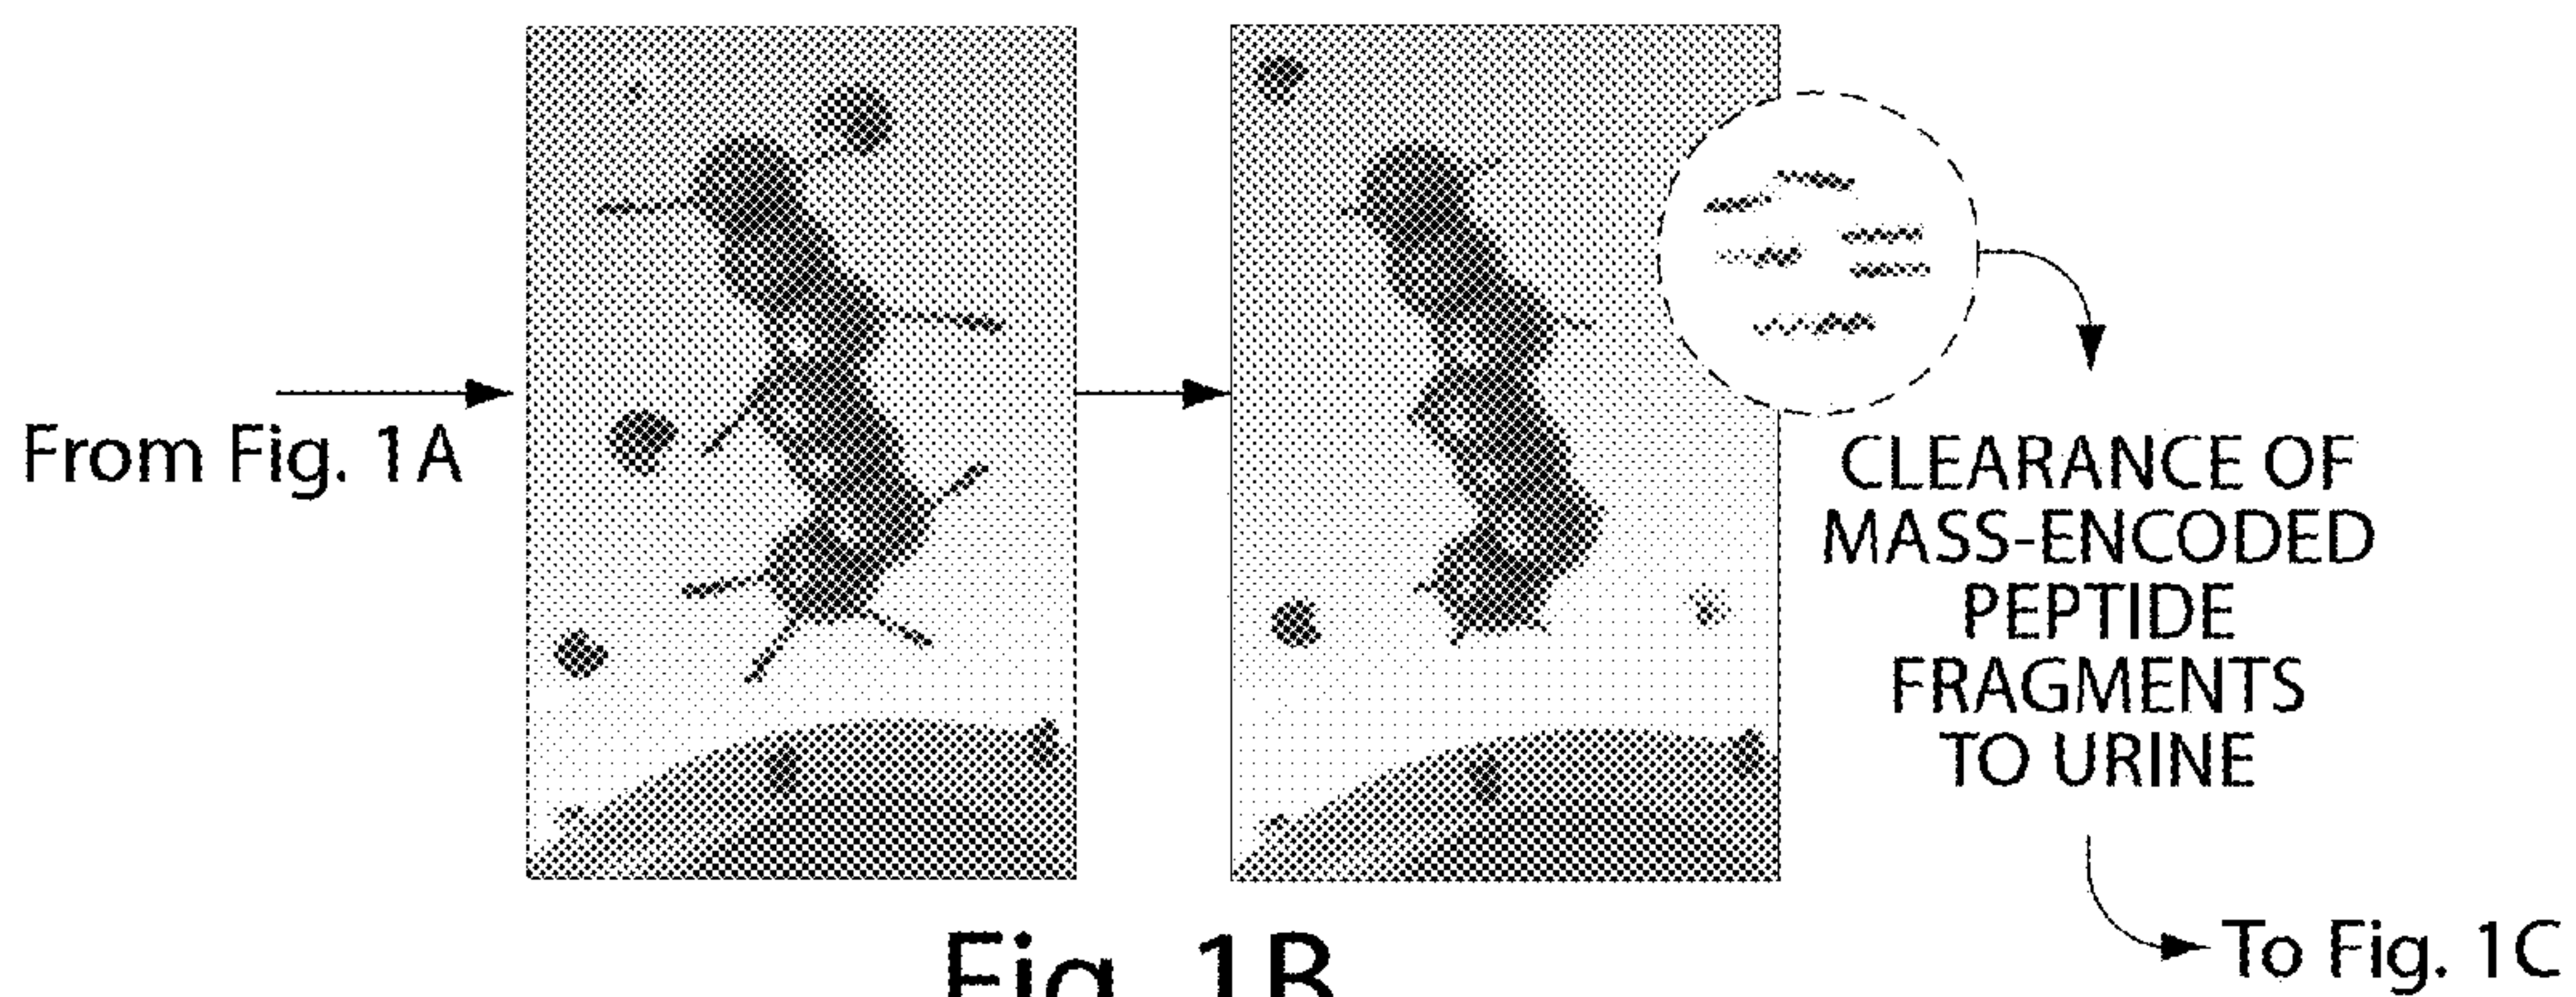 From Fig. 1A
CLEARANCE OF
MASS-ENCODED
PEPTIDE
FRAGMENTS
TO URINE
To Fig. 1C
Fig. 1B